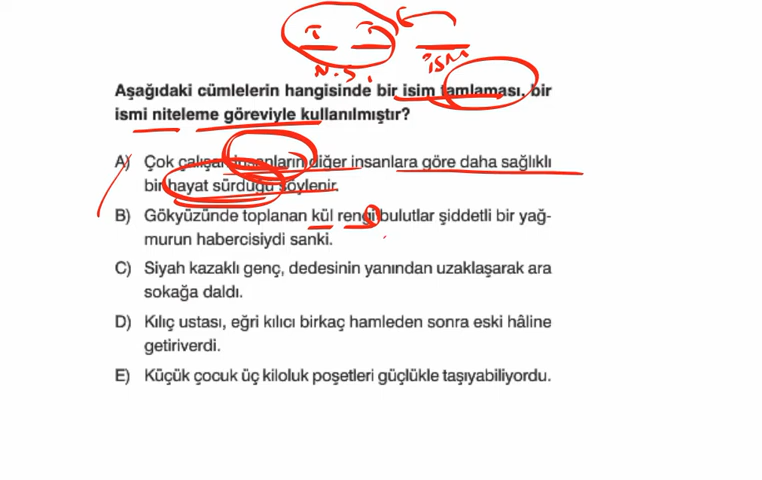 T T
N.S. İSM
Aşağıdaki cümlelerin hangisinde bir isim tamlaması, bir
ismi niteleme göreviyle kullanılmıştır?
A) Çok çalışan insanların diğer insanlara göre daha sağlıklı
bir hayat sürdüğü söylenir.
B) Gökyüzünde toplanan kül rengi bulutlar şiddetli bir yağ-
murun habercisiydi sanki.
C) Siyah kazaklı genç, dedesinin yanından uzaklaşarak ara
sokağa daldı.
D) Kılıç ustası, eğri kılıcı birkaç hamleden sonra eski hâline
getiriverdi.
E) Küçük çocuk üç kiloluk poşetleri güçlükle taşıyabiliyordu.